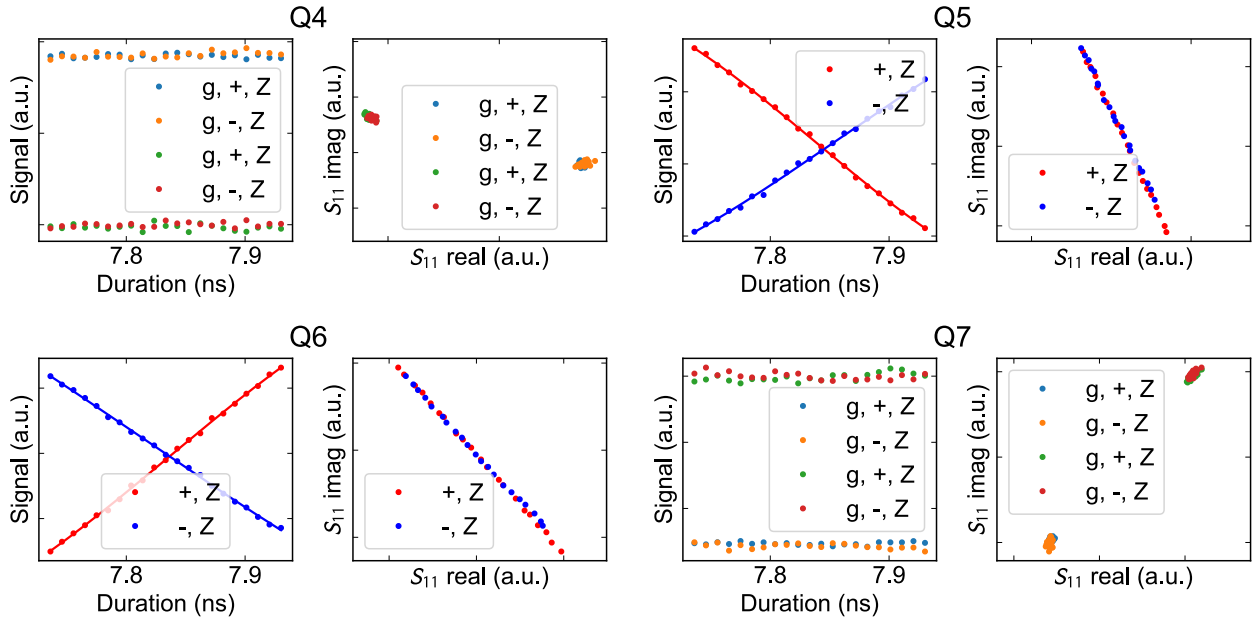 Q4
Signal (a.u.)
g, +, Z
g, -, Z
g, +, Z
g, -, Z
7.8
7.9
Duration (ns)
S₁₁ imag (a.u.)
g, +, Z
g, -, Z
g, +, Z
g, -, Z
S₁₁ real (a.u.)
Q5
Signal (a.u.)
+, Z
-, Z
7.8
7.9
Duration (ns)
S₁₁ imag (a.u.)
+, Z
-, Z
S₁₁ real (a.u.)
Q6
Signal (a.u.)
+, Z
-, Z
7.8
7.9
Duration (ns)
S₁₁ imag (a.u.)
+, Z
-, Z
S₁₁ real (a.u.)
Q7
Signal (a.u.)
g, +, Z
g, -, Z
g, +, Z
g, -, Z
7.8
7.9
Duration (ns)
S₁₁ imag (a.u.)
g, +, Z
g, -, Z
g, +, Z
g, -, Z
S₁₁ real (a.u.)